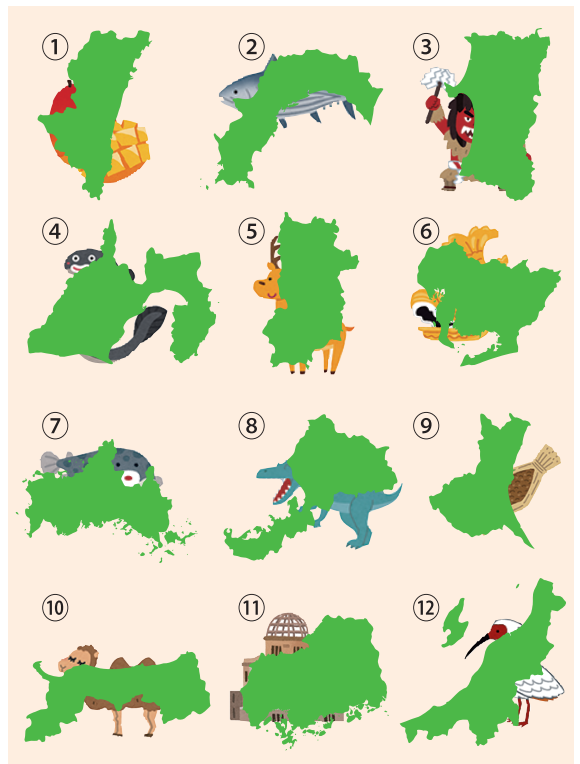 ① ② ③
④ ⑤ ⑥
⑦ ⑧ ⑨
⑩ ⑪ ⑫